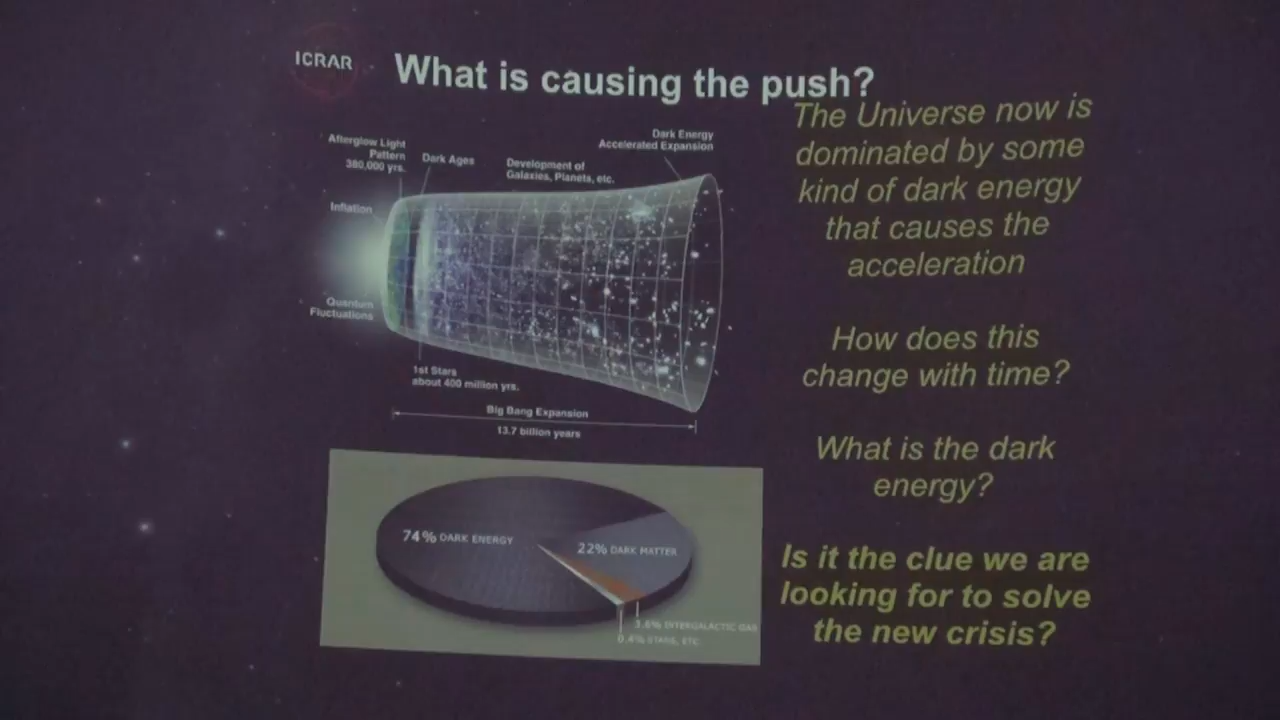 ICRAR
What is causing the push?
The Universe now is
dominated by some
kind of dark energy
that causes the
acceleration
How does this
change with time?
What is the dark
energy?
Is it the clue we are
looking for to solve
the new crisis?
Afterglow Light
Pattern
380,000 yrs.
Dark Ages
Development of
Galaxies, Planets, etc.
Dark Energy
Accelerated Expansion
Inflation
Quantum
Fluctuations
1st Stars
about 400 million yrs.
Big Bang Expansion
13.7 billion years
74% DARK ENERGY
22% DARK MATTER
3.6% INTERGALACTIC GAS
0.4% STARS, ETC.